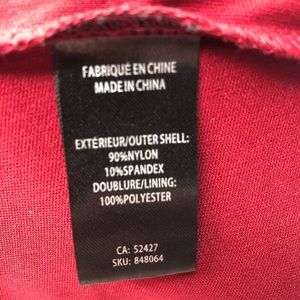 FABRIQUÉ EN CHINE
MADE IN CHINA
EXTÉRIEUR/OUTER SHELL:
90%NYLON
10%SPANDEX
DOUBLURE/LINING:
100%POLYESTER
CA: 52427
SKU: 848064